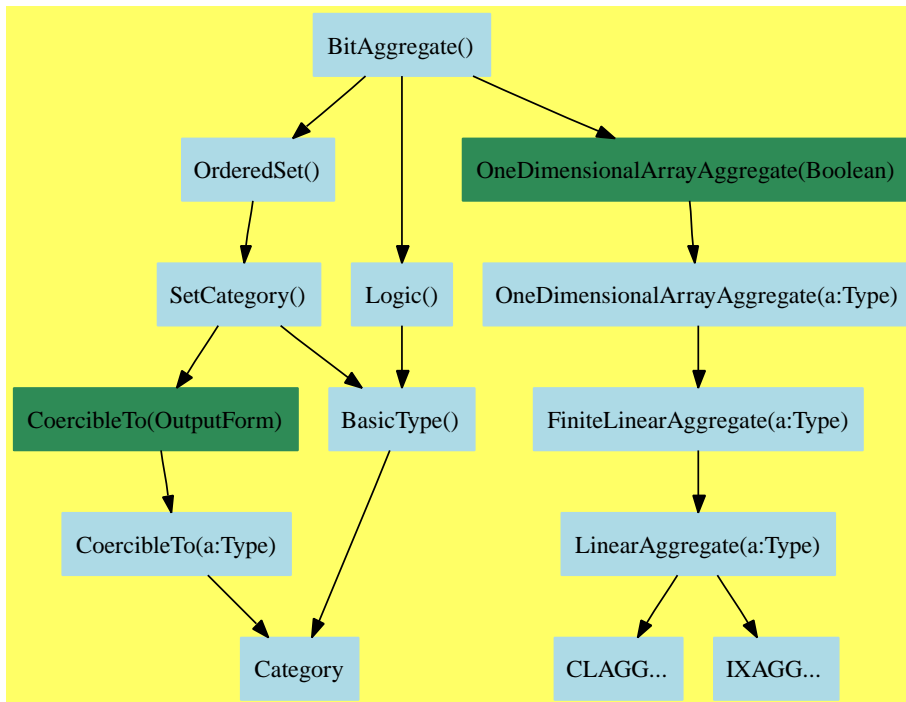 BitAggregate()
OrderedSet()
OneDimensionalArrayAggregate(Boolean)
SetCategory()
Logic()
OneDimensionalArrayAggregate(a:Type)
CoercibleTo(OutputForm)
BasicType()
FiniteLinearAggregate(a:Type)
CoercibleTo(a:Type)
LinearAggregate(a:Type)
Category
CLAGG...
IXAGG...